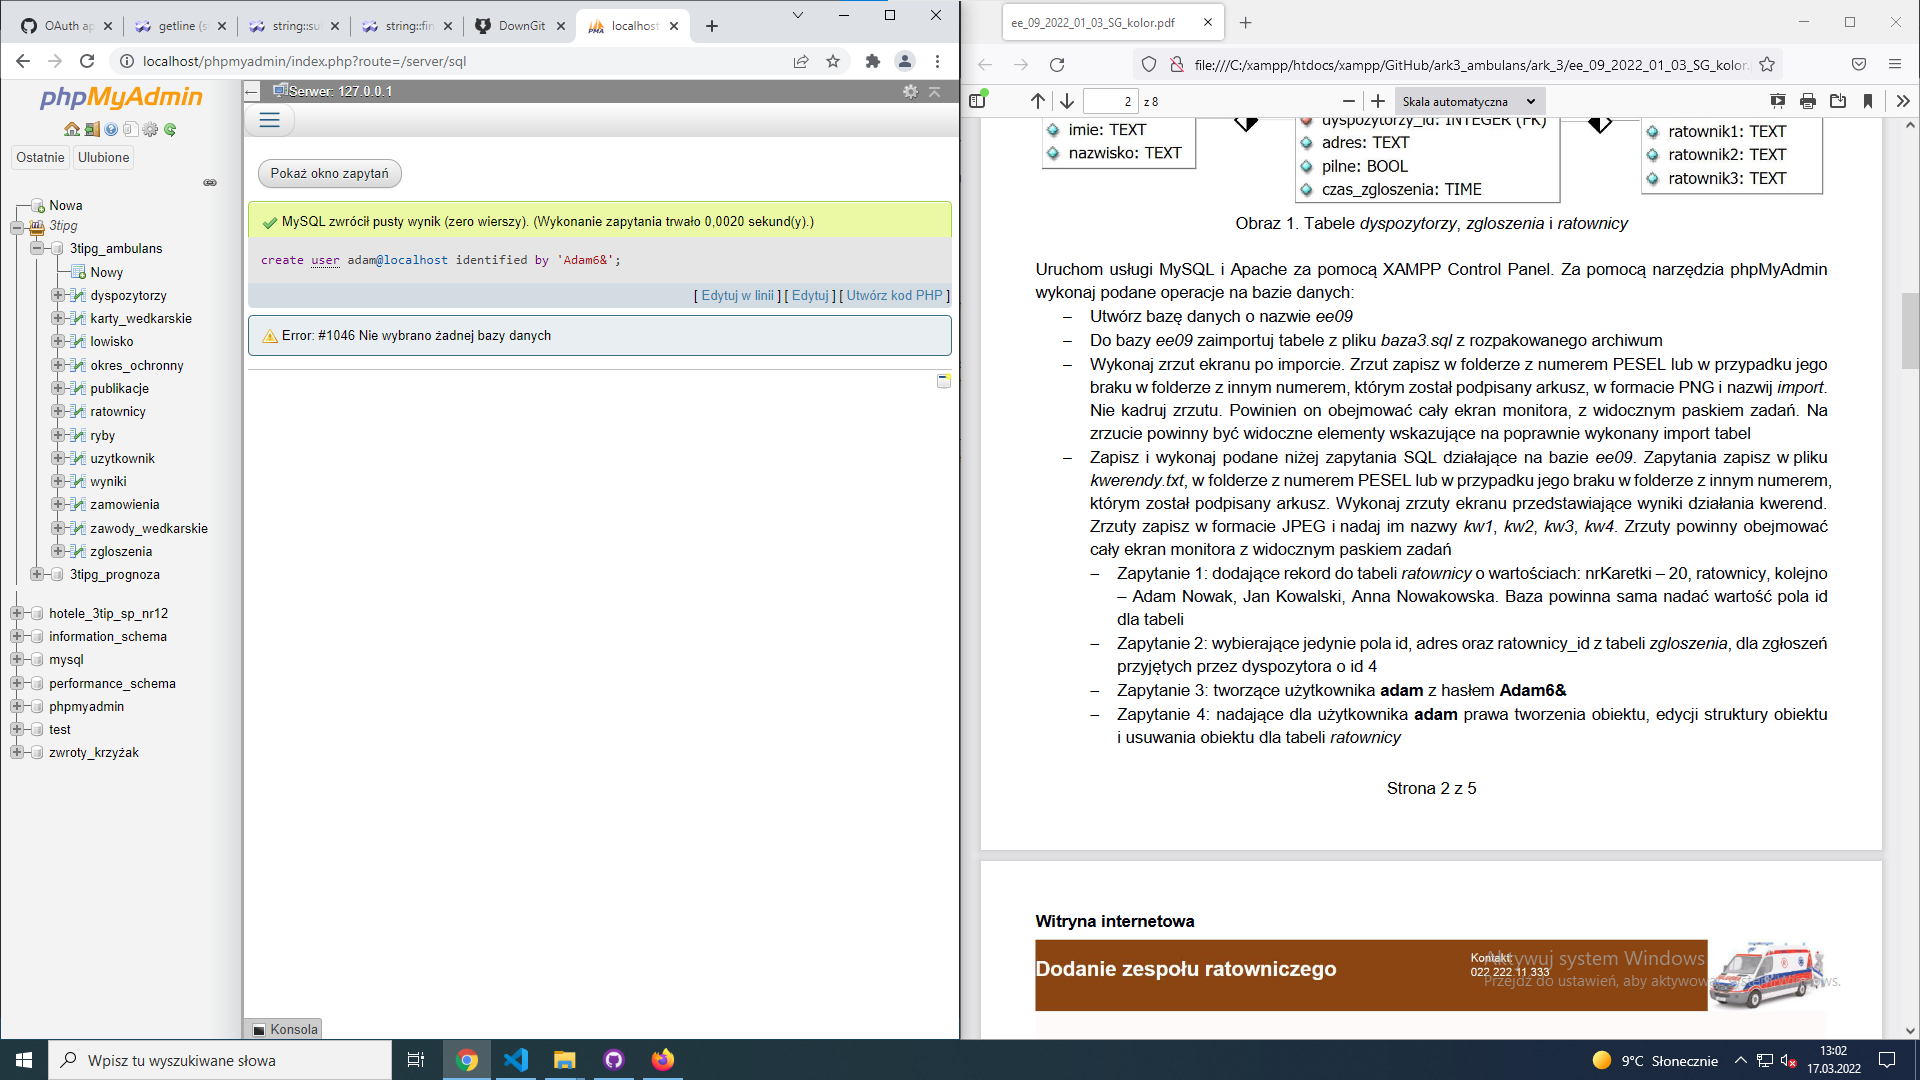 OAuth ap
getline (s
string::su
string::fin
DownGit
localhost
localhost/phpmyadmin/index.php?route=/server/sql
phpMyAdmin
Ostatnie
Ulubione
Nowa
3tipg
3tipg_ambulans
Nowy
dyspozytorzy
karty_wedkarskie
lowisko
okres_ochronny
publikacje
ratownicy
ryby
uzytkownik
wyniki
zamowienia
zawody_wedkarskie
zgloszenia
3tipg_prognoza
hotele_3tip_sp_nr12
information_schema
mysql
performance_schema
phpmyadmin
test
zwroty_krzyżak
Serwer: 127.0.0.1
Pokaż okno zapytań
MySQL zwrócił pusty wynik (zero wierszy). (Wykonanie zapytania trwało 0,0020 sekund(y).)
create user adam@localhost identified by 'Adam6&';
[ Edytuj w linii ] [ Edytuj ] [ Utwórz kod PHP ]
Error: #1046 Nie wybrano żadnej bazy danych
Konsola
ee_09_2022_01_03_SG_kolor.pdf
file:///C:/xampp/htdocs/xampp/GitHub/ark3_ambulans/ark_3/ee_09_2022_01_03_SG_kolor.
2 z 8
Skala automatyczna
imie: TEXT
nazwisko: TEXT
dyspozytorzy_id: INTEGER (FK)
adres: TEXT
pilne: BOOL
czas_zgloszenia: TIME
ratownik1: TEXT
ratownik2: TEXT
ratownik3: TEXT
Obraz 1. Tabele dyspozytorzy, zgloszenia i ratownicy
Uruchom usługi MySQL i Apache za pomocą XAMPP Control Panel. Za pomocą narzędzia phpMyAdmin
wykonaj podane operacje na bazie danych:
– Utwórz bazę danych o nazwie ee09
– Do bazy ee09 zaimportuj tabele z pliku baza3.sql z rozpakowanego archiwum
– Wykonaj zrzut ekranu po imporcie. Zrzut zapisz w folderze z numerem PESEL lub w przypadku jego
braku w folderze z innym numerem, którym został podpisany arkusz, w formacie PNG i nazwij import.
Nie kadruj zrzutu. Powinien on obejmować cały ekran monitora, z widocznym paskiem zadań. Na
zrzucie powinny być widoczne elementy wskazujące na poprawnie wykonany import tabel
– Zapisz i wykonaj podane niżej zapytania SQL działające na bazie ee09. Zapytania zapisz w pliku
kwerendy.txt, w folderze z numerem PESEL lub w przypadku jego braku w folderze z innym numerem,
którym został podpisany arkusz. Wykonaj zrzuty ekranu przedstawiające wyniki działania kwerend.
Zrzuty zapisz w formacie JPEG i nadaj im nazwy kw1, kw2, kw3, kw4. Zrzuty powinny obejmować
cały ekran monitora z widocznym paskiem zadań
– Zapytanie 1: dodające rekord do tabeli ratownicy o wartościach: nrKaretki – 20, ratownicy, kolejno
– Adam Nowak, Jan Kowalski, Anna Nowakowska. Baza powinna sama nadać wartość pola id
dla tabeli
– Zapytanie 2: wybierające jedynie pola id, adres oraz ratownicy_id z tabeli zgloszenia, dla zgłoszeń
przyjętych przez dyspozytora o id 4
– Zapytanie 3: tworzące użytkownika adam z hasłem Adam6&
– Zapytanie 4: nadające dla użytkownika adam prawa tworzenia obiektu, edycji struktury obiektu
i usuwania obiektu dla tabeli ratownicy
Strona 2 z 5
Witryna internetowa
Dodanie zespołu ratowniczego
Kontakt:
022 222 11 333
Aktywuj system Windows
Przejdź do ustawień, aby aktywować system Windows.
Wpisz tu wyszukiwane słowa
9°C Słonecznie
13:02
17.03.2022